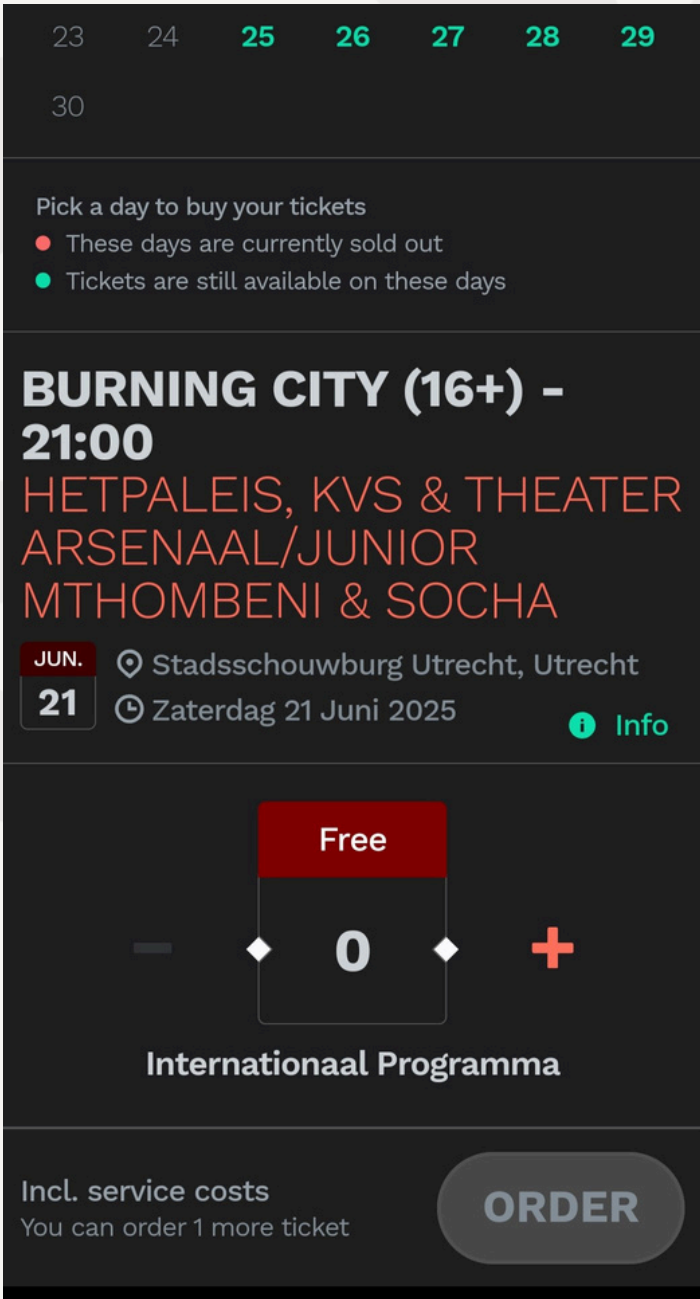 23 24 25 26 27 28 29
30
Pick a day to buy your tickets
These days are currently sold out
Tickets are still available on these days
BURNING CITY (16+) -
21:00
HETPALEIS, KVS & THEATER
ARSENAAL/JUNIOR
MTHOMBENI & SOCHA
JUN.
21
Stadsschouwburg Utrecht, Utrecht
Zaterdag 21 Juni 2025
Info
Free
0
Internationaal Programma
Incl. service costs
You can order 1 more ticket
ORDER